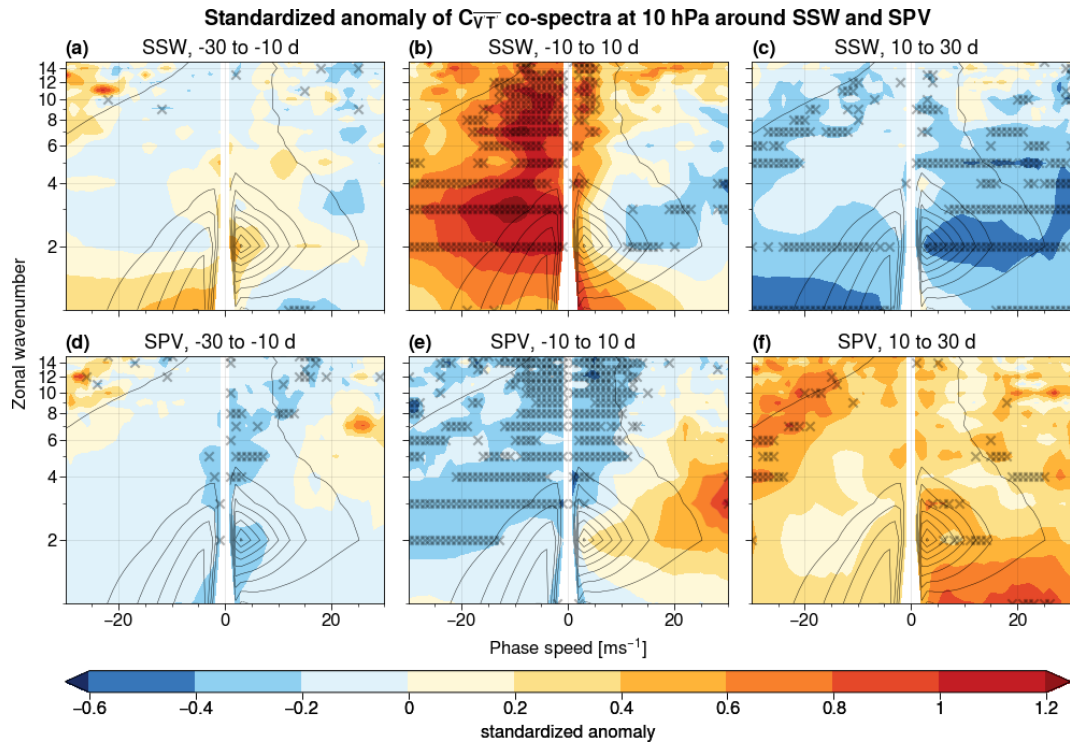 Standardized anomaly of C_{\overline{V'T'}} co-spectra at 10 hPa around SSW and SPV
(a) SSW, -30 to -10 d
(b) SSW, -10 to 10 d
(c) SSW, 10 to 30 d
14
12
10
8
6
4
2
(d) SPV, -30 to -10 d
(e) SPV, -10 to 10 d
(f) SPV, 10 to 30 d
14
12
10
8
6
4
2
Zonal wavenumber
−20 0 20 −20 0 20 −20 0 20
Phase speed [ms⁻¹]
−0.6 −0.4 −0.2 0 0.2 0.4 0.6 0.8 1 1.2
standardized anomaly